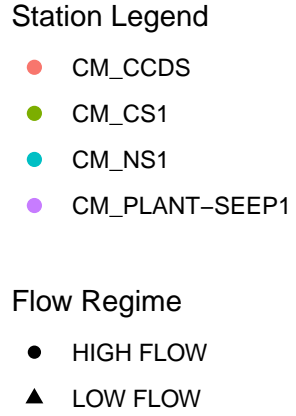 Station Legend
CM_CCDS
CM_CS1
CM_NS1
CM_PLANT−SEEP1
Flow Regime
HIGH FLOW
LOW FLOW